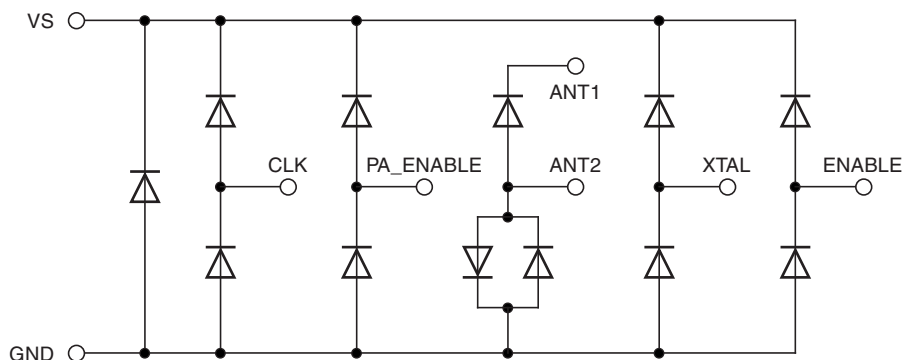 VS
ANT1
CLK
PA_ENABLE
ANT2
XTAL
ENABLE
GND